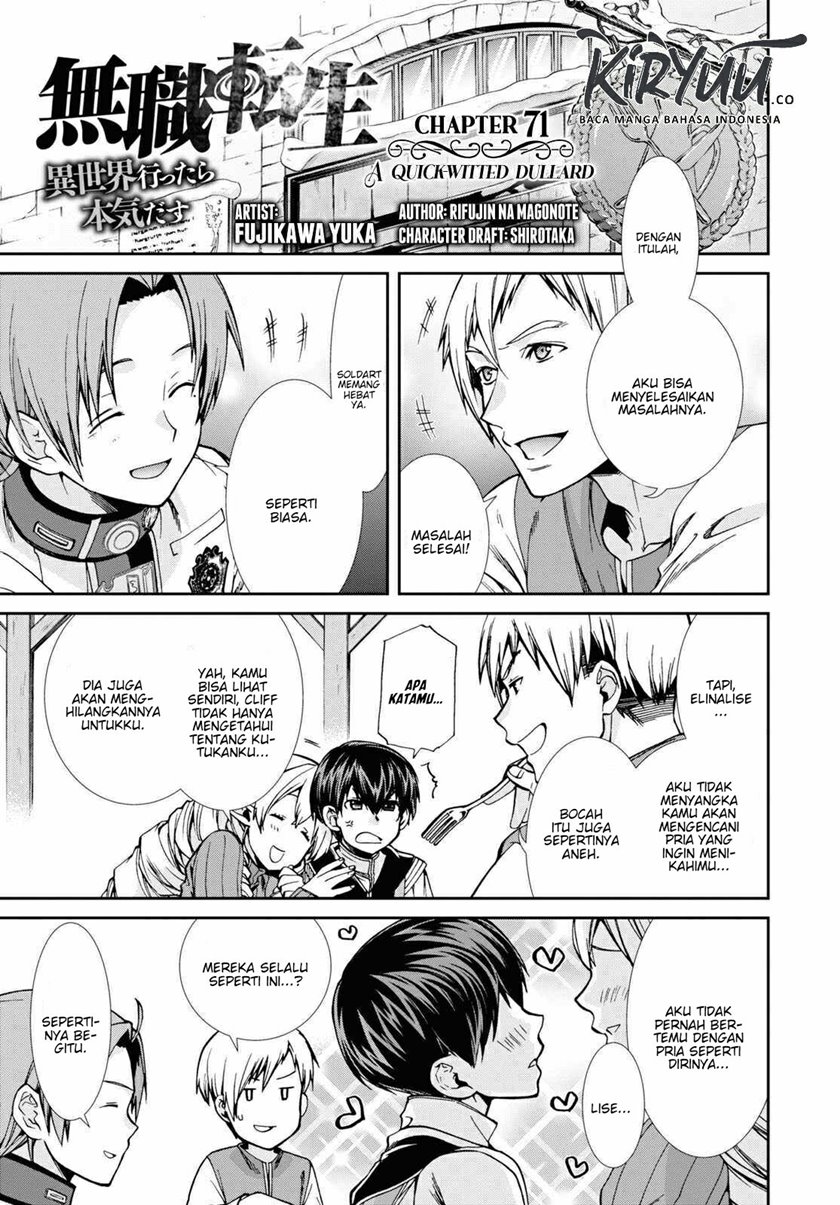 無職転生
異世界行ったら
本気だす
CHAPTER 71
A QUICK-WITTED DULLARD
ARTIST:
FUJIKAWA YUKA
AUTHOR: RIFUJIN NA MAGONOTE
CHARACTER DRAFT: SHIROTAKA
KIRYUU.CO
BACA MANGA BAHASA INDONESIA
DENGAN
ITULAH,
AKU BISA
MENYELESAIKAN
MASALAHNYA.
MASALAH
SELESAI!
SOLDART
MEMANG
HEBAT
YA.
SEPERTI
BIASA.
TAPI,
ELINALISE...
AKU TIDAK
MENYANGKA
KAMU AKAN
MENGENCANI
PRIA YANG
INGIN MENI-
KAHIMU...
BOCAH
ITU JUGA
SEPERTINYA
ANEH.
APA
KATAMU...
YAH, KAMU
BISA LIHAT
SENDIRI, CLIFF
TIDAK HANYA
MENGETAHUI
TENTANG KU-
TUKANKU...
DIA JUGA
AKAN MENG-
HILANGKANNYA
UNTUKKU.
AKU TIDAK
PERNAH BER-
TEMU DENGAN
PRIA SEPERTI
DIRINYA.
LISE...
MEREKA SELALU
SEPERTI INI...?
SEPERTI-
NYA BE-
GITU.